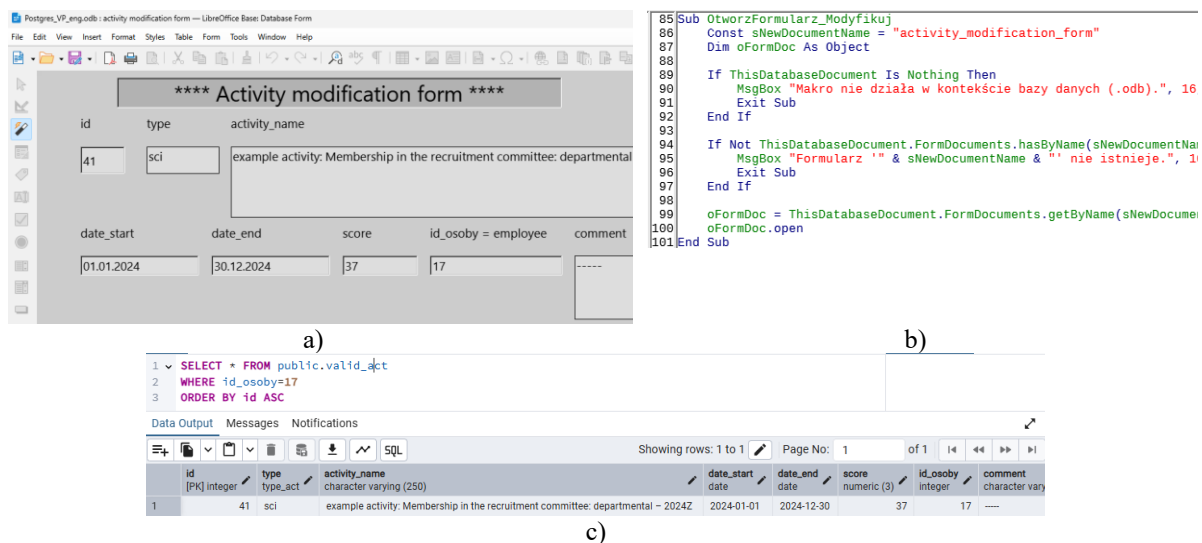 Postgres_VP_eng.odb : activity modification form — LibreOffice Base: Database Form
File Edit View Insert Format Styles Table Form Tools Window Help
**** Activity modification form ****
id type activity_name
41 sci example activity: Membership in the recruitment committee: departmental
date_start date_end score id_osoby = employee comment
01.01.2024 30.12.2024 37 17 -----
a)
85 Sub OtworzFormularz_Modyfikuj
86 Const sNewDocumentName = "activity_modification_form"
87 Dim oFormDoc As Object
88
89 If ThisDatabaseDocument Is Nothing Then
90 MsgBox "Makro nie działa w kontekście bazy danych (.odb).", 16
91 Exit Sub
92 End If
93
94 If Not ThisDatabaseDocument.FormDocuments.hasByName(sNewDocumentNam
95 MsgBox "Formularz '" & sNewDocumentName & "' nie istnieje.", 1
96 Exit Sub
97 End If
98
99 oFormDoc = ThisDatabaseDocument.FormDocuments.getByName(sNewDocumen
100 oFormDoc.open
101 End Sub
b)
1 SELECT * FROM public.valid_act
2 WHERE id_osoby=17
3 ORDER BY id ASC
Data Output Messages Notifications
SQL Showing rows: 1 to 1 Page No: 1 of 1
id type activity_name date_start date_end score id_osoby comment
[PK] integer type_act character varying (250) date date numeric (3) integer character vary
1 41 sci example activity: Membership in the recruitment committee: departmental – 2024Z 2024-01-01 2024-12-30 37 17 -----
c)